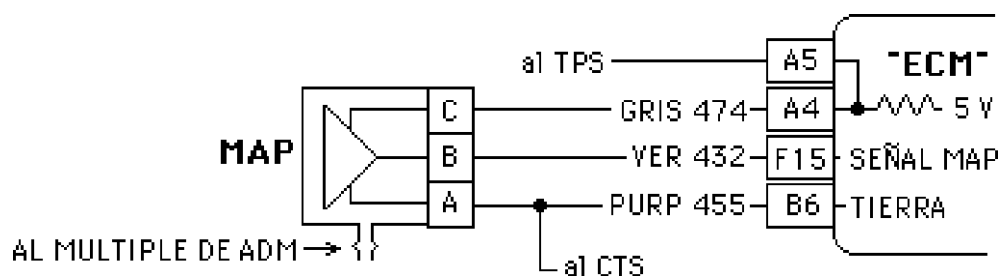 al TPS
A5
"ECM"
C
GRIS 474
A4
5 V
MAP
B
VER 432
F15
SEÑAL MAP
A
PURP 455
B6
TIERRA
AL MULTIPLE DE ADM
al CTS